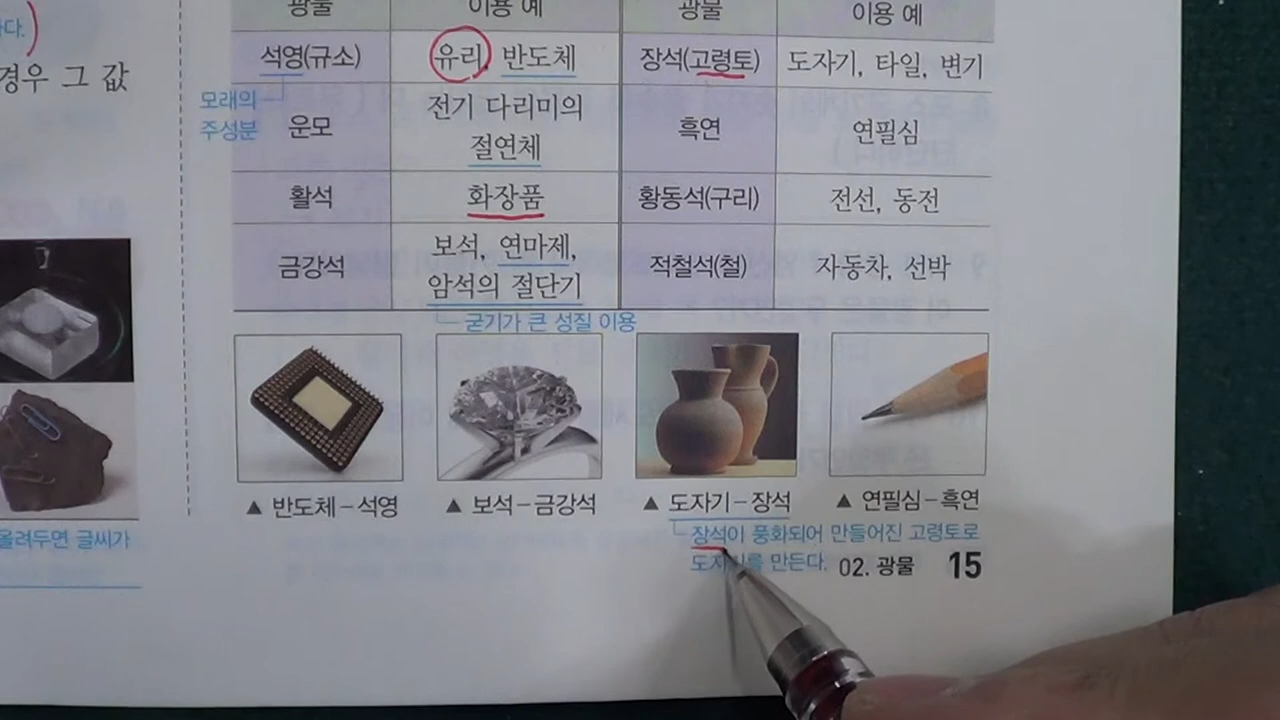 다.)
경우 그 값
광물 이용 예 광물 이용 예
석영(규소) 유리, 반도체 장석(고령토) 도자기, 타일, 변기
모래의
주성분
운모 전기 다리미의
절연체
흑연 연필심
활석 화장품 황동석(구리) 전선, 동전
금강석 보석, 연마제,
암석의 절단기
적철석(철) 자동차, 선박
굳기가 큰 성질 이용
▲ 반도체-석영 ▲ 보석-금강석 ▲ 도자기-장석 ▲ 연필심-흑연
올려두면 글씨가
장석이 풍화되어 만들어진 고령토로
도자기를 만든다.
02. 광물 15